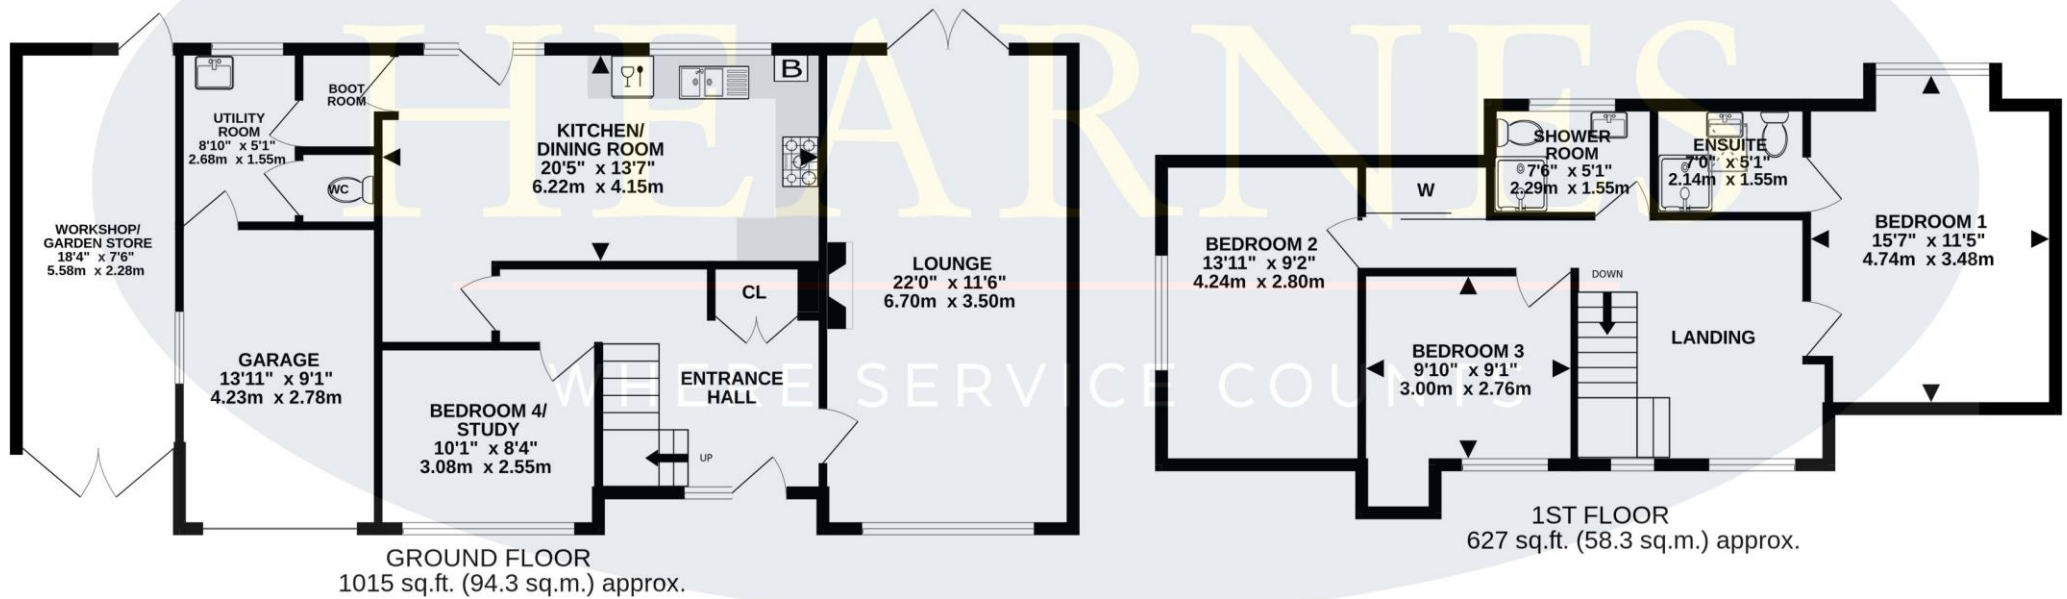 HEARNES
WHERE SERVICE COUNTS
WORKSHOP/
GARDEN STORE
18'4" x 7'6"
5.58m x 2.28m
UTILITY
ROOM
8'10" x 5'1"
2.68m x 1.55m
BOOT
ROOM
WC
KITCHEN/
DINING ROOM
20'5" x 13'7"
6.22m x 4.15m
B
LOUNGE
22'0" x 11'6"
6.70m x 3.50m
CL
GARAGE
13'11" x 9'1"
4.23m x 2.78m
BEDROOM 4/
STUDY
10'1" x 8'4"
3.08m x 2.55m
ENTRANCE
HALL
UP
GROUND FLOOR
1015 sq.ft. (94.3 sq.m.) approx.
BEDROOM 2
13'11" x 9'2"
4.24m x 2.80m
W
SHOWER
ROOM
7'6" x 5'1"
2.29m x 1.55m
ENSUITE
7'0" x 5'1"
2.14m x 1.55m
BEDROOM 1
15'7" x 11'5"
4.74m x 3.48m
DOWN
LANDING
BEDROOM 3
9'10" x 9'1"
3.00m x 2.76m
1ST FLOOR
627 sq.ft. (58.3 sq.m.) approx.